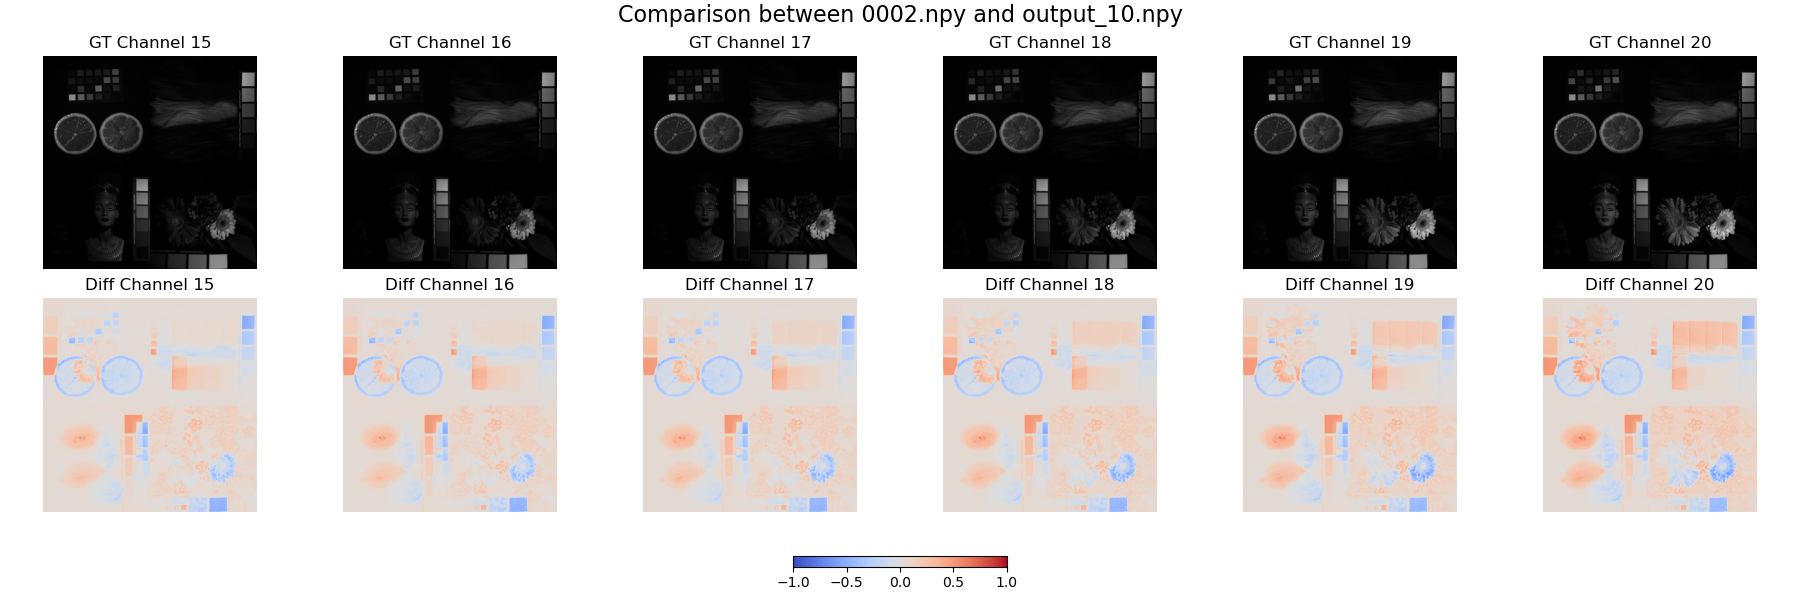 Comparison between 0002.npy and output_10.npy
GT Channel 15 GT Channel 16 GT Channel 17 GT Channel 18 GT Channel 19 GT Channel 20
Diff Channel 15 Diff Channel 16 Diff Channel 17 Diff Channel 18 Diff Channel 19 Diff Channel 20
−1.0 −0.5 0.0 0.5 1.0